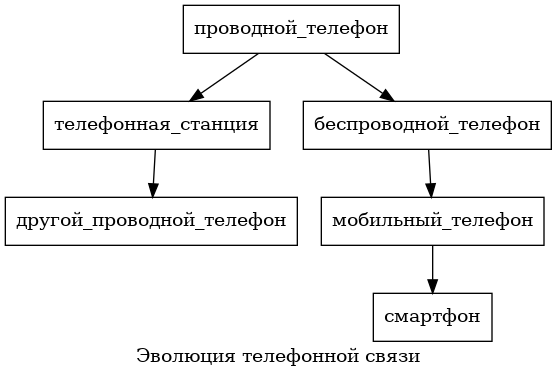 проводной_телефон
телефонная_станция
беспроводной_телефон
другой_проводной_телефон
мобильный_телефон
смартфон
Эволюция телефонной связи